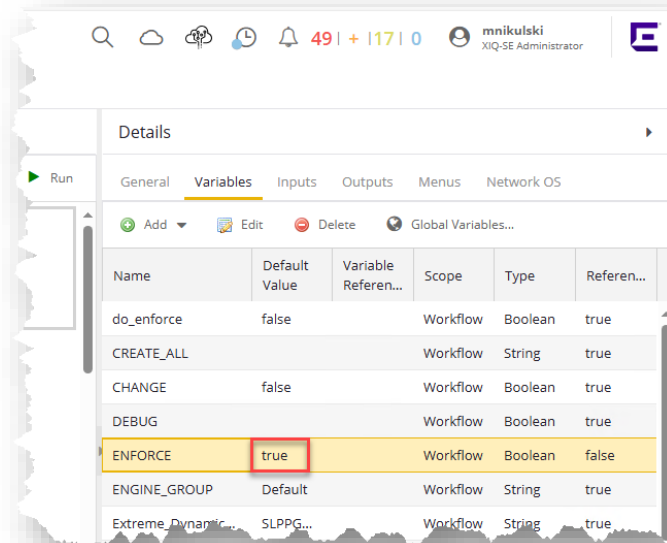 49 | + | 17 | 0
mnikulski
XIQ-SE Administrator
Details
Run
General Variables Inputs Outputs Menus Network OS
Add Edit Delete Global Variables...
Name Default Value Variable Referen... Scope Type Referen...
do_enforce false Workflow Boolean true
CREATE_ALL Workflow String true
CHANGE false Workflow Boolean true
DEBUG Workflow Boolean true
ENFORCE true Workflow Boolean false
ENGINE_GROUP Default Workflow String true
Extreme_Dynamic... SLPPG... Workflow String true